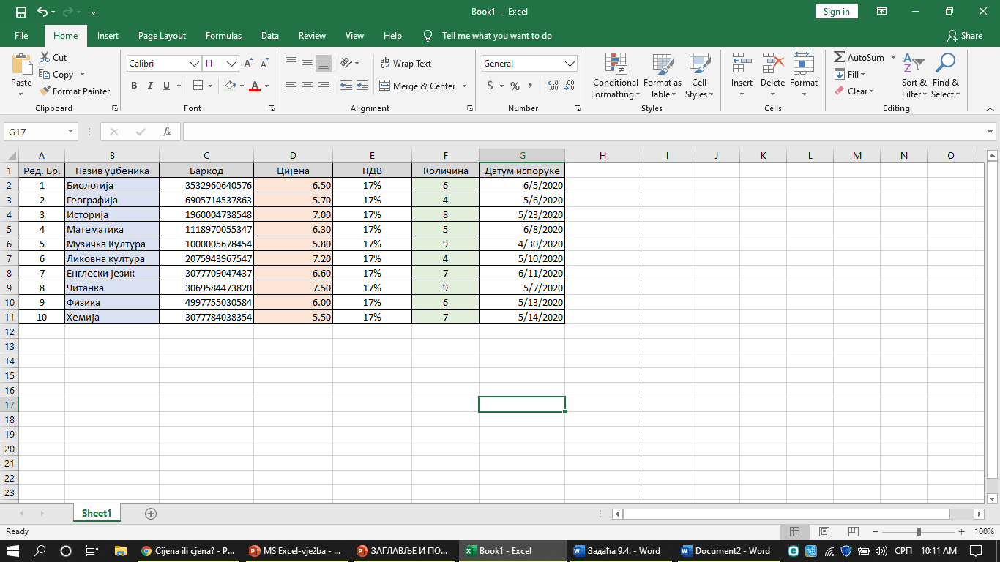 Book1 - Excel
Sign in
File Home Insert Page Layout Formulas Data Review View Help Tell me what you want to do Share
Paste
Cut
Copy
Format Painter
Clipboard
Calibri 11
B I U A
Font
Wrap Text
Merge & Center
Alignment
General
$ % ,
Number
Conditional Formatting
Format as Table
Cell Styles
Styles
Insert Delete Format
Cells
AutoSum
Fill
Clear
Sort & Filter
Find & Select
Editing
G17 fx
A B C D E F G H I J K L M N O
1 Ред. Бр. Назив уџбеника Баркод Цијена ПДВ Количина Датум испоруке
2 1 Биологија 3532960640576 6.50 17% 6 6/5/2020
3 2 Географија 6905714537863 5.70 17% 4 5/6/2020
4 3 Историја 1960004738548 7.00 17% 8 5/23/2020
5 4 Математика 1118970055347 6.30 17% 5 6/8/2020
6 5 Музичка Култура 1000005678454 5.80 17% 9 4/30/2020
7 6 Ликовна култура 2075943967547 7.20 17% 4 5/10/2020
8 7 Енглески језик 3077709047437 6.60 17% 7 6/11/2020
9 8 Читанка 3069584473820 7.50 17% 9 5/7/2020
10 9 Физика 4997755030584 6.00 17% 6 5/13/2020
11 10 Хемија 3077784038354 5.50 17% 7 5/14/2020
12
13
14
15
16
17
18
19
20
21
22
23
Sheet1
Ready
100%
Cijena ili cjena? - P...
MS Excel-vježba - ...
ЗАГЛАВЉЕ И ПО...
Book1 - Excel
Задаћа 9.4. - Word
Document2 - Word
СРП 10:11 AM